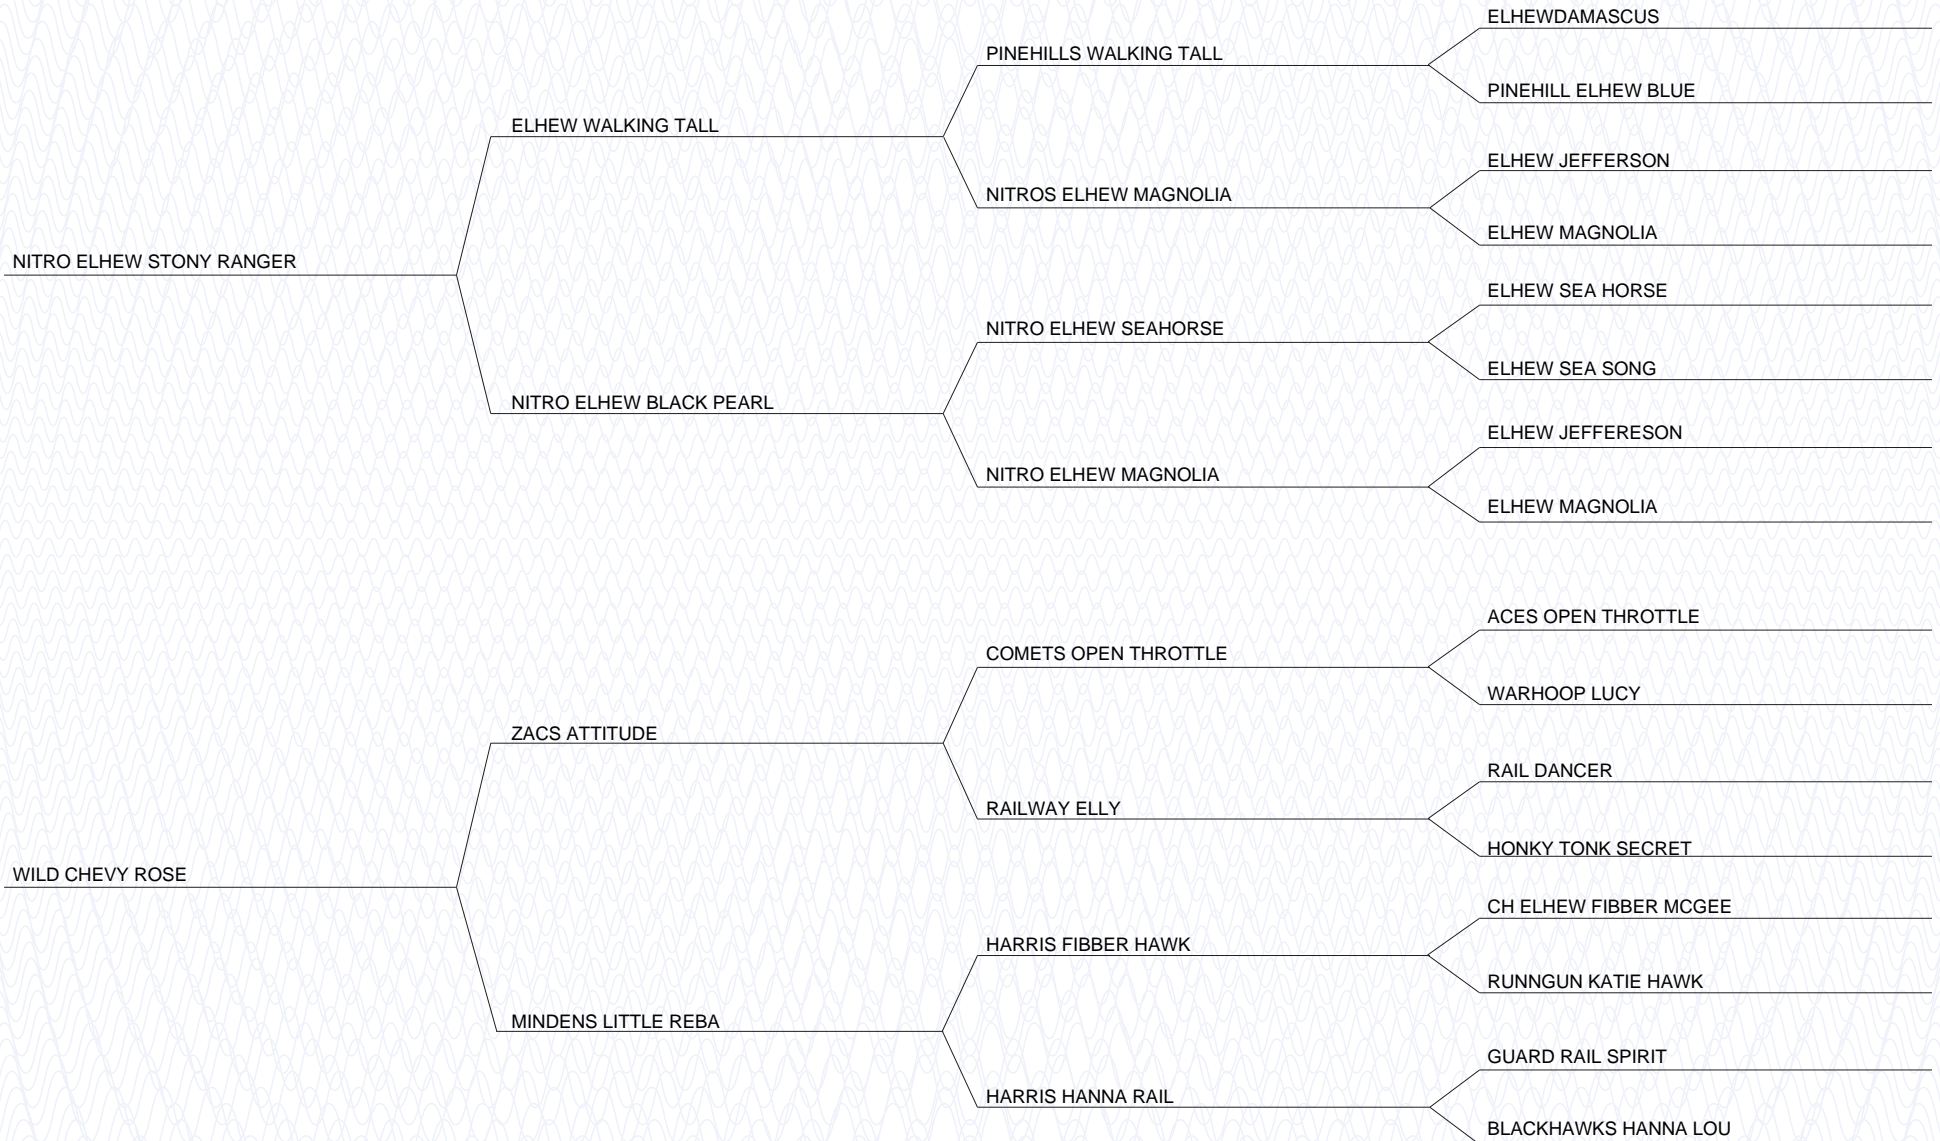 ELHEWDAMASCUS
PINEHILLS WALKING TALL
PINEHILL ELHEW BLUE
ELHEW WALKING TALL
ELHEW JEFFERSON
NITROS ELHEW MAGNOLIA
ELHEW MAGNOLIA
NITRO ELHEW STONY RANGER
ELHEW SEA HORSE
NITRO ELHEW SEAHORSE
ELHEW SEA SONG
NITRO ELHEW BLACK PEARL
ELHEW JEFFERESON
NITRO ELHEW MAGNOLIA
ELHEW MAGNOLIA
ACES OPEN THROTTLE
COMETS OPEN THROTTLE
WARHOOP LUCY
ZACS ATTITUDE
RAIL DANCER
RAILWAY ELLY
HONKY TONK SECRET
WILD CHEVY ROSE
CH ELHEW FIBBER MCGEE
HARRIS FIBBER HAWK
RUNNGUN KATIE HAWK
MINDENS LITTLE REBA
GUARD RAIL SPIRIT
HARRIS HANNA RAIL
BLACKHAWKS HANNA LOU